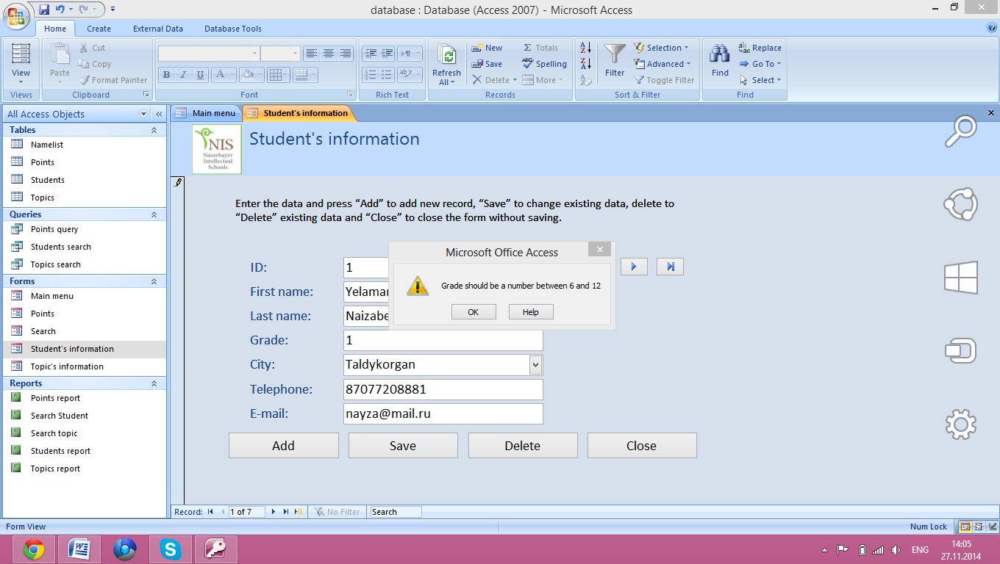 database : Database (Access 2007) - Microsoft Access
Home Create External Data Database Tools
View
Views
Paste
Cut
Copy
Format Painter
Clipboard
B I U A
Font
Rich Text
Refresh All
New
Save
Delete
Totals
Spelling
More
Records
Filter
Selection
Advanced
Toggle Filter
Sort & Filter
Find
Replace
Go To
Select
Find
All Access Objects
Tables
Namelist
Points
Students
Topics
Queries
Points query
Students search
Topics search
Forms
Main menu
Points
Search
Student's information
Topic's information
Reports
Points report
Search Student
Search topic
Students report
Topics report
Main menu Student's information
NIS
Nazarbayev
Intellectual
Schools
Student's information
Enter the data and press “Add” to add new record, “Save” to change existing data, delete to
“Delete” existing data and “Close” to close the form without saving.
Microsoft Office Access
Grade should be a number between 6 and 12
OK Help
ID: 1
First name: Yelama
Last name: Naizabe
Grade: 1
City: Taldykorgan
Telephone: 87077208881
E-mail: nayza@mail.ru
Add Save Delete Close
Record: 1 of 7 No Filter Search
Form View Num Lock
ENG
14:05
27.11.2014